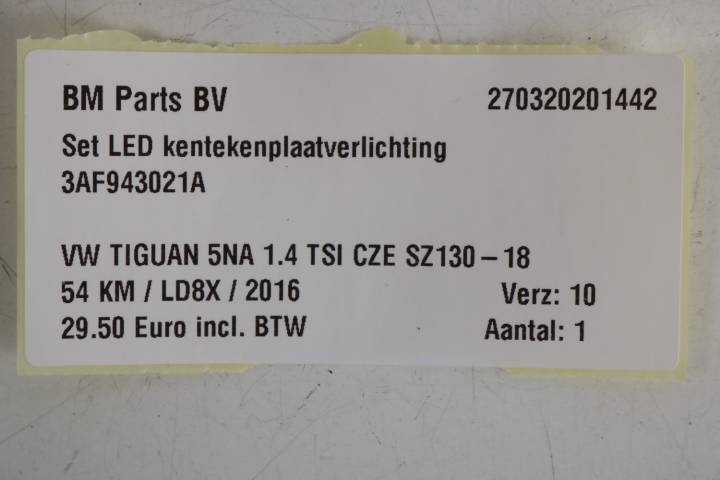 BM Parts BV 270320201442
Set LED kentekenplaatverlichting
3AF943021A
VW TIGUAN 5NA 1.4 TSI CZE SZ130-18
54 KM / LD8X / 2016 Verz: 10
29.50 Euro incl. BTW Aantal: 1